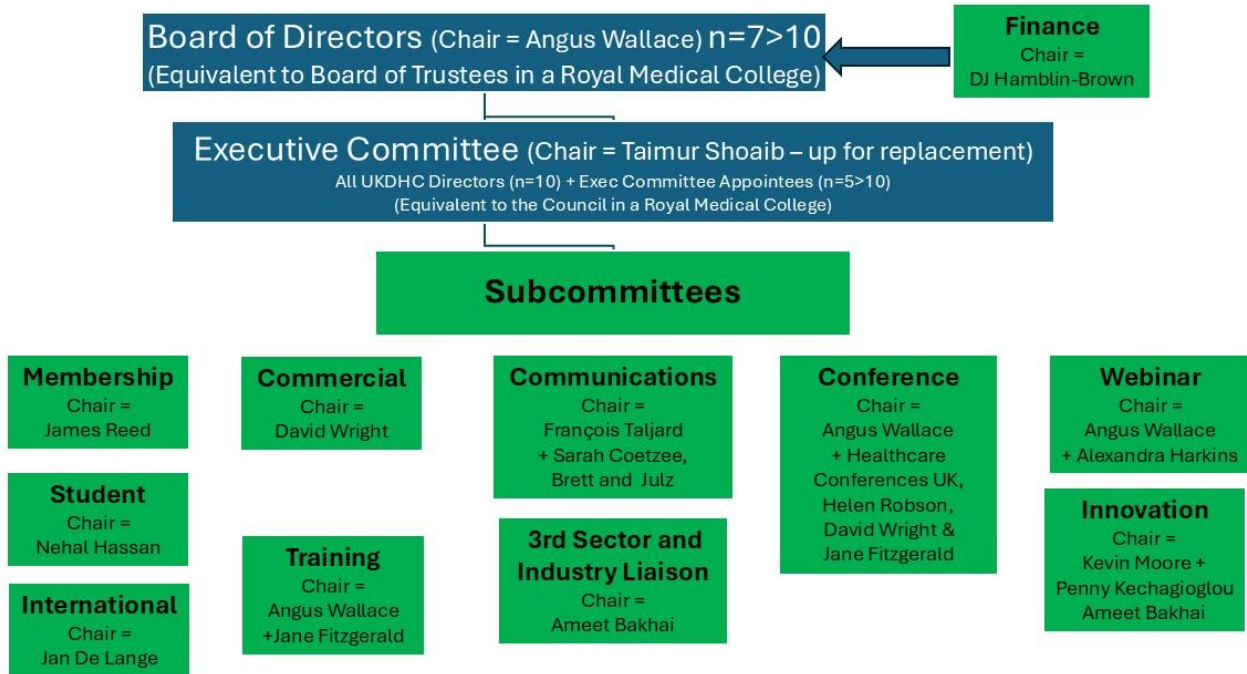 Board of Directors (Chair = Angus Wallace) n=7>10
(Equivalent to Board of Trustees in a Royal Medical College)
Finance
Chair =
DJ Hamblin-Brown
Executive Committee (Chair = Taimur Shoaib – up for replacement)
All UKDHC Directors (n=10) + Exec Committee Appointees (n=5>10)
(Equivalent to the Council in a Royal Medical College)
Subcommittees
Membership
Chair =
James Reed
Student
Chair =
Nehal Hassan
International
Chair =
Jan De Lange
Commercial
Chair =
David Wright
Training
Chair =
Angus Wallace
+Jane Fitzgerald
Communications
Chair =
François Taljard
+ Sarah Coetzee,
Brett and Julz
3rd Sector and
Industry Liaison
Chair =
Ameet Bakhai
Conference
Chair =
Angus Wallace
+ Healthcare
Conferences UK,
Helen Robson,
David Wright &
Jane Fitzgerald
Webinar
Chair =
Angus Wallace
+ Alexandra Harkins
Innovation
Chair =
Kevin Moore +
Penny Kechagioglou
Ameet Bakhai